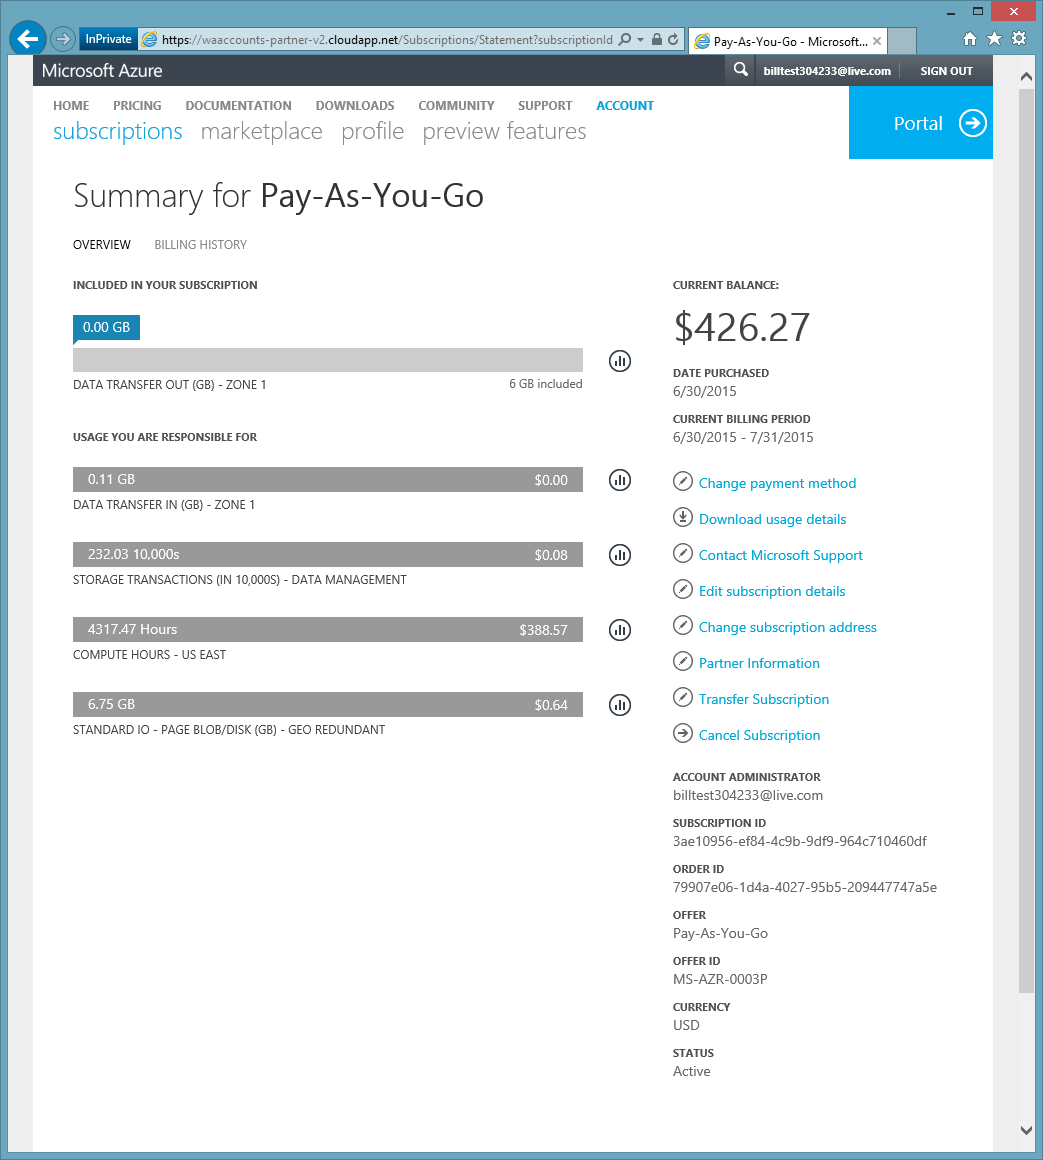 InPrivate
https://waaccounts-partner-v2.cloudapp.net/Subscriptions/Statement?subscriptionId
Pay-As-You-Go - Microsoft...
Microsoft Azure
billtest304233@live.com
SIGN OUT
HOME PRICING DOCUMENTATION DOWNLOADS COMMUNITY SUPPORT ACCOUNT
subscriptions marketplace profile preview features
Portal
Summary for Pay-As-You-Go
OVERVIEW BILLING HISTORY
INCLUDED IN YOUR SUBSCRIPTION
0.00 GB
DATA TRANSFER OUT (GB) - ZONE 1
6 GB included
USAGE YOU ARE RESPONSIBLE FOR
0.11 GB $0.00
DATA TRANSFER IN (GB) - ZONE 1
232.03 10,000s $0.08
STORAGE TRANSACTIONS (IN 10,000S) - DATA MANAGEMENT
4317.47 Hours $388.57
COMPUTE HOURS - US EAST
6.75 GB $0.64
STANDARD IO - PAGE BLOB/DISK (GB) - GEO REDUNDANT
CURRENT BALANCE:
$426.27
DATE PURCHASED
6/30/2015
CURRENT BILLING PERIOD
6/30/2015 - 7/31/2015
Change payment method
Download usage details
Contact Microsoft Support
Edit subscription details
Change subscription address
Partner Information
Transfer Subscription
Cancel Subscription
ACCOUNT ADMINISTRATOR
billtest304233@live.com
SUBSCRIPTION ID
3ae10956-ef84-4c9b-9df9-964c710460df
ORDER ID
79907e06-1d4a-4027-95b5-209447747a5e
OFFER
Pay-As-You-Go
OFFER ID
MS-AZR-0003P
CURRENCY
USD
STATUS
Active